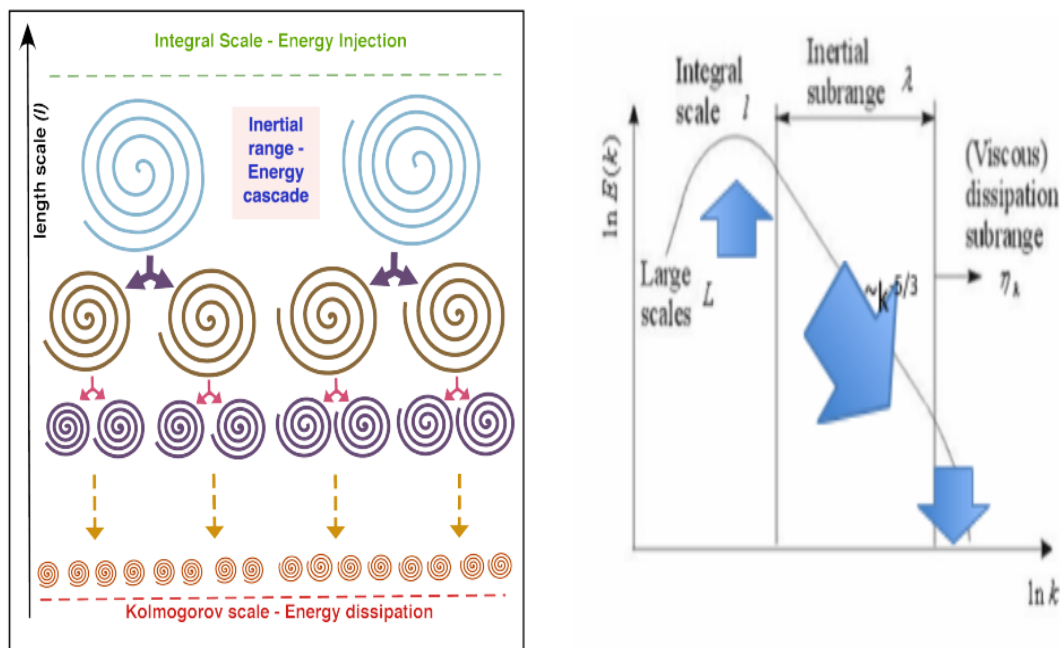 Integral Scale - Energy Injection
length scale (l)
Inertial
range -
Energy
cascade
Kolmogorov scale - Energy dissipation
ln E(k)
Integral
scale l
Inertial
subrange λ
(Viscous)
dissipation
subrange
η_k
Large
scales L
~k^-5/3
ln k